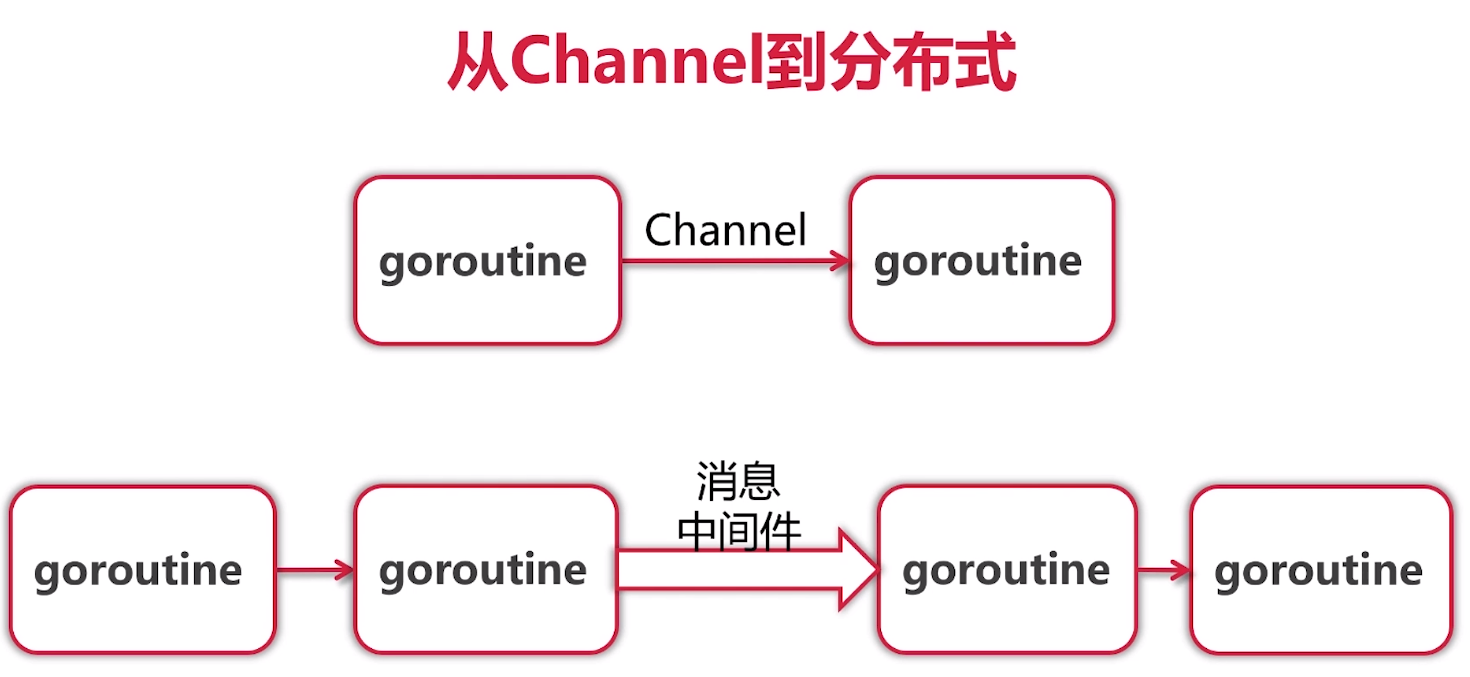 从Channel到分布式
goroutine
Channel
goroutine
消息
中间件
goroutine
goroutine
goroutine
goroutine